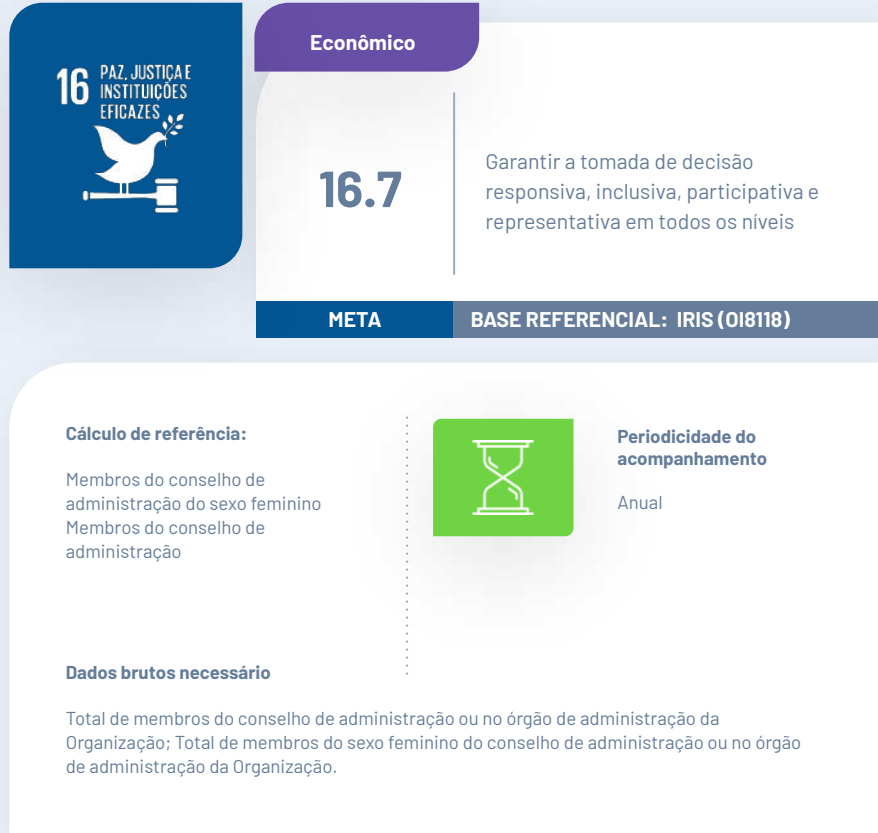 16 PAZ, JUSTIÇA E
INSTITUIÇÕES
EFICAZES
Econômico
16.7
Garantir a tomada de decisão
responsiva, inclusiva, participativa e
representativa em todos os níveis
META
BASE REFERENCIAL: IRIS (OI8118)
Cálculo de referência:
Membros do conselho de
administração do sexo feminino
Membros do conselho de
administração
Periodicidade do
acompanhamento
Anual
Dados brutos necessário
Total de membros do conselho de administração ou no órgão de administração da
Organização; Total de membros do sexo feminino do conselho de administração ou no órgão
de administração da Organização.